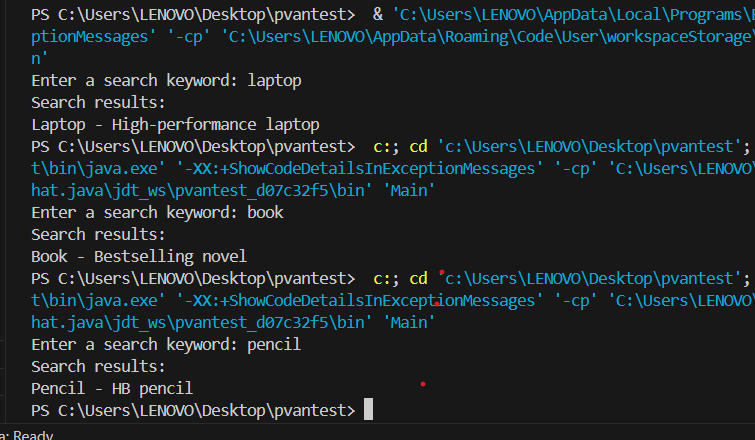 PS C:\Users\LENOVO\Desktop\pvantest>  & 'C:\Users\LENOVO\AppData\Local\Programs\E
ptionMessages' '-cp' 'C:\Users\LENOVO\AppData\Roaming\Code\User\workspaceStorage\
n'
Enter a search keyword: laptop
Search results:
Laptop - High-performance laptop
PS C:\Users\LENOVO\Desktop\pvantest>  c:; cd 'c:\Users\LENOVO\Desktop\pvantest';
t\bin\java.exe' '-XX:+ShowCodeDetailsInExceptionMessages' '-cp' 'C:\Users\LENOVO
hat.java\jdt_ws\pvantest_d07c32f5\bin' 'Main'
Enter a search keyword: book
Search results:
Book - Bestselling novel
PS C:\Users\LENOVO\Desktop\pvantest>  c:; cd 'c:\Users\LENOVO\Desktop\pvantest';
t\bin\java.exe' '-XX:+ShowCodeDetailsInExceptionMessages' '-cp' 'C:\Users\LENOVO
hat.java\jdt_ws\pvantest_d07c32f5\bin' 'Main'
Enter a search keyword: pencil
Search results:
Pencil - HB pencil
PS C:\Users\LENOVO\Desktop\pvantest>
a: Ready